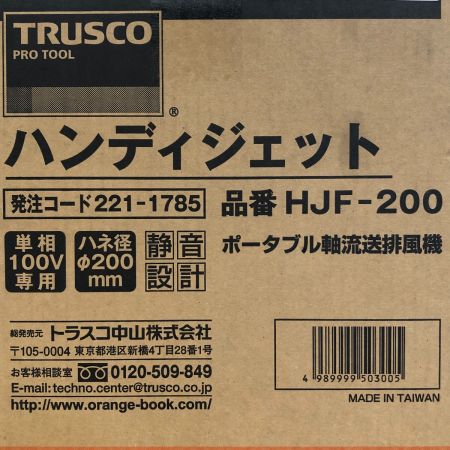 TRUSCO
PRO TOOL
®
ハンディジェット
発注コード221-1785
品番 HJF-200
単相
100V
専用
ハネ径
φ200
mm
静音
設計
ポータブル軸流送排風機
総発売元 トラスコ中山株式会社
〒105-0004 東京都港区新橋4丁目28番1号
お客様相談室 0120-509-849
E-mail:techno.center@trusco.co.jp
https://www.orange-book.com/
4 989999 503005
MADE IN TAIWAN